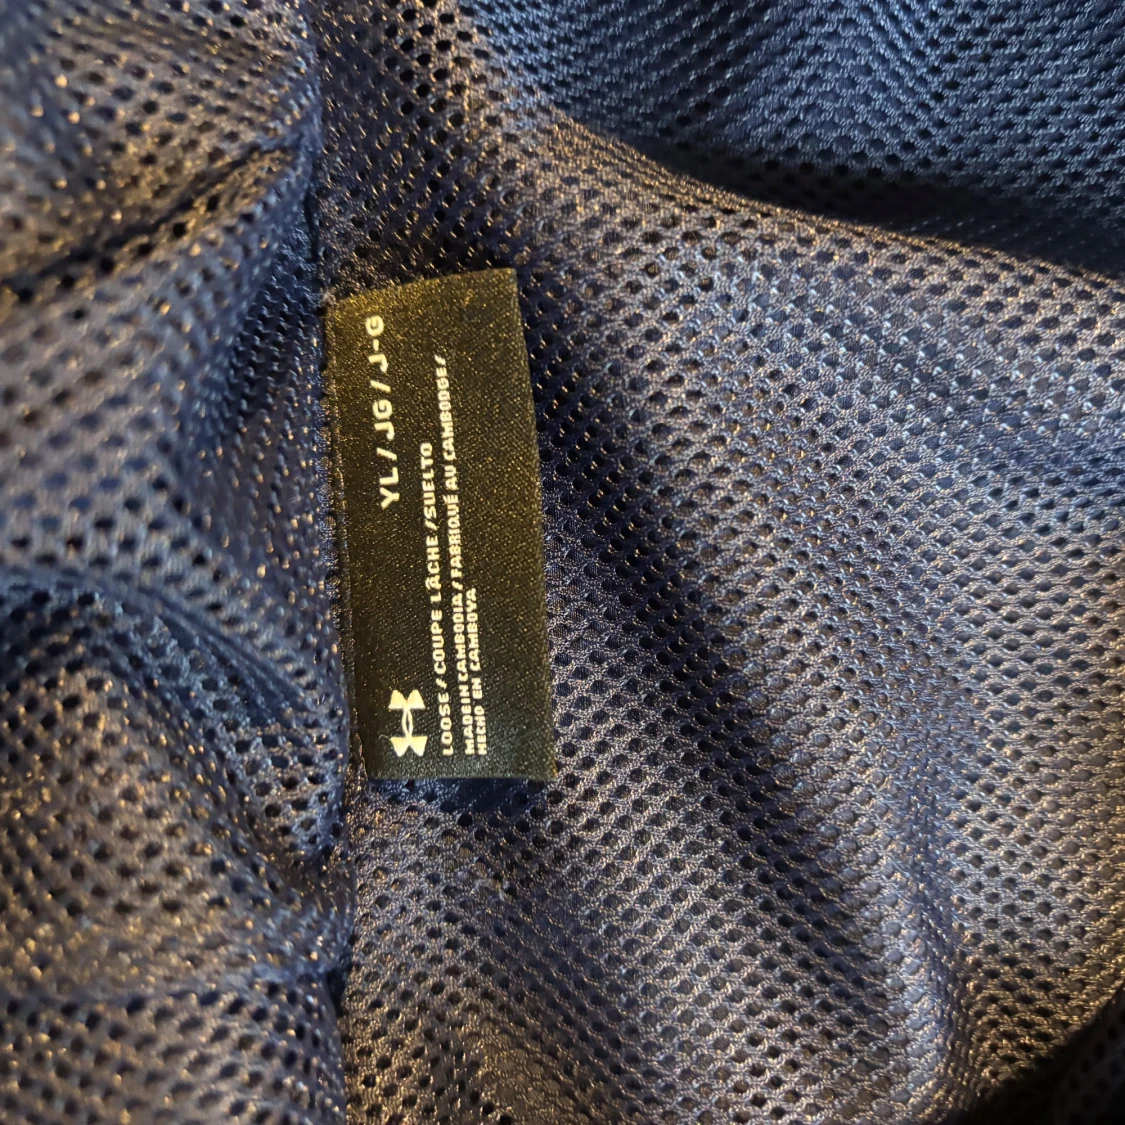 YL / JG / J-G
LOOSE / COUPE LÂCHE / SUELTO
MADE IN CAMBODIA / FABRIQUÉ AU CAMBODGE /
HECHO EN CAMBOYA